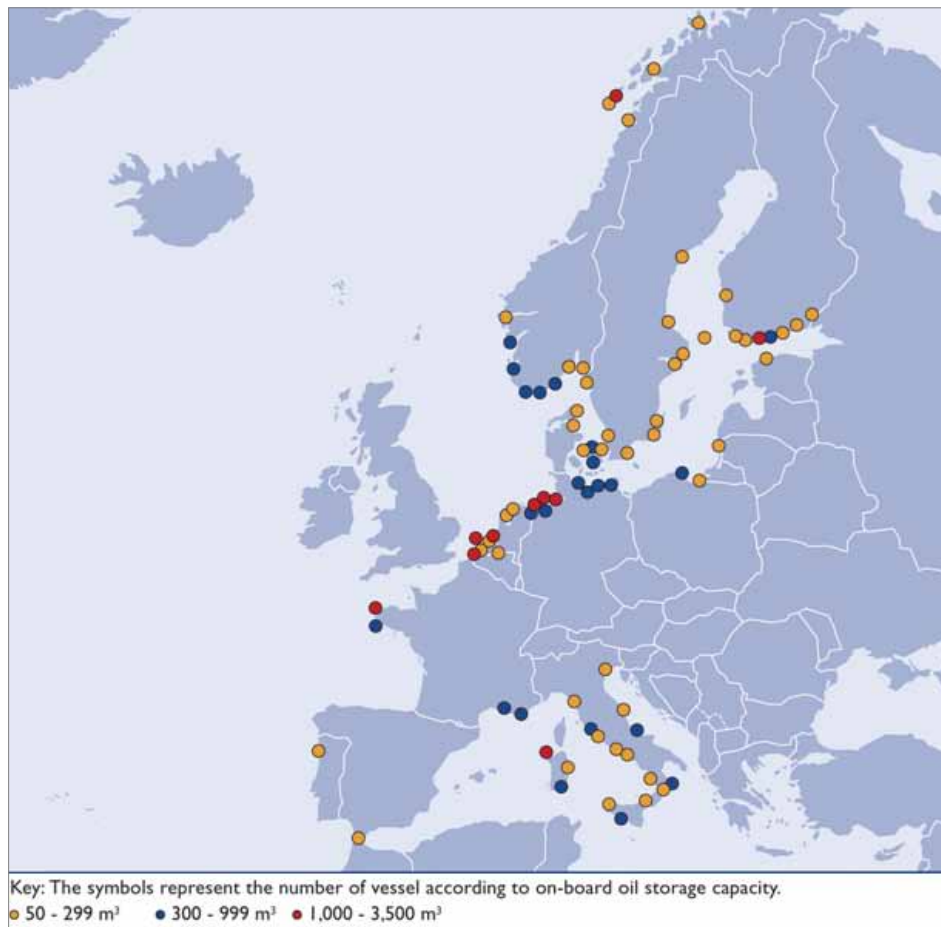 Key: The symbols represent the number of vessel according to on-board oil storage capacity.
50 - 299 m³ 300 - 999 m³ 1,000 - 3,500 m³